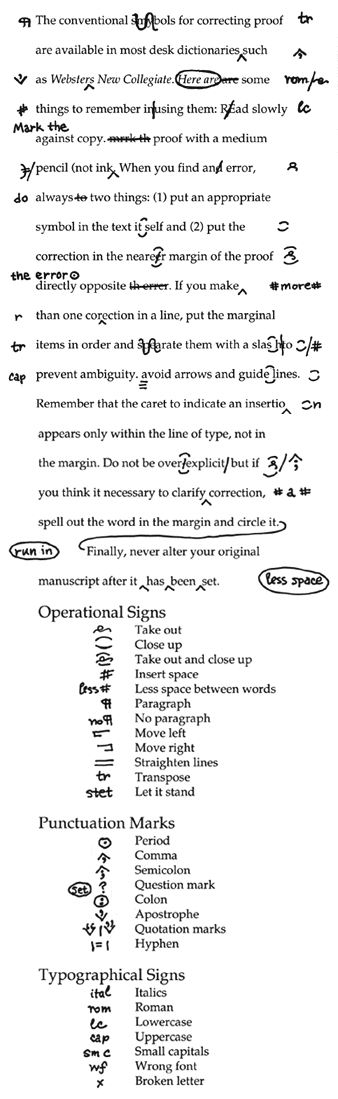 ¶ The conventional smybols for correcting proof tr
are available in most desk dictionaries such ⌃,
as Websters New Collegiate. Here are are some rom/
# things to remember in using them: REad slowly lc
Mark the
against copy. mrrk th proof with a medium
pencil (not ink When you find and error,
do always to two things: (1) put an appropriate
symbol in the text it self and (2) put the
correction in the nearerr margin of the proof
the error⊙
directly opposite th errer. If you make #more#
r than one corection in a line, put the marginal
tr items in order and sparate them with a slas hto ⁐/#
cap prevent ambiguity. avoid arrows and guide lines.
Remember that the caret to indicate an insertio n
appears only within the line of type, not in
the margin. Do not be over-explicit/but if
you think it necessary to clarify correction, # a #
spell out the word in the margin and circle it.
run in Finally, never alter your original
manuscript after it has been set. less space
Operational Signs
Take out
Close up
Take out and close up
# Insert space
less# Less space between words
¶ Paragraph
no¶ No paragraph
Move left
Move right
Straighten lines
tr Transpose
stet Let it stand
Punctuation Marks
⊙ Period
Comma
Semicolon
set ? Question mark
Colon
Apostrophe
Quotation marks
|=| Hyphen
Typographical Signs
ital Italics
rom Roman
lc Lowercase
cap Uppercase
sm c Small capitals
wf Wrong font
x Broken letter